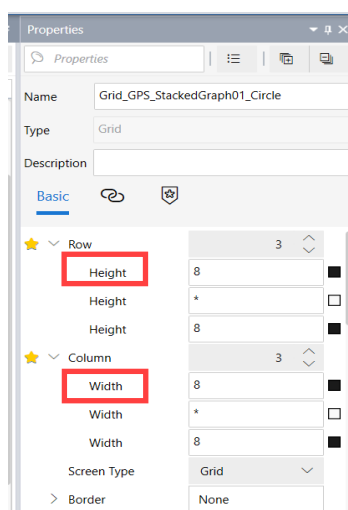 Properties
Properties
Name Grid_GPS_StackedGraph01_Circle
Type Grid
Description
Basic
Row 3
Height 8
Height *
Height 8
Column 3
Width 8
Width *
Width 8
Screen Type Grid
Border None